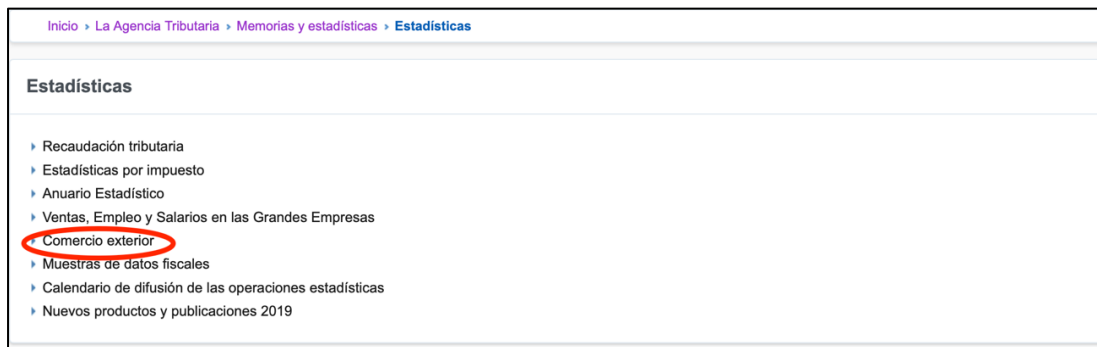 Inicio › La Agencia Tributaria › Memorias y estadísticas › Estadísticas
Estadísticas
Recaudación tributaria
Estadísticas por impuesto
Anuario Estadístico
Ventas, Empleo y Salarios en las Grandes Empresas
Comercio exterior
Muestras de datos fiscales
Calendario de difusión de las operaciones estadísticas
Nuevos productos y publicaciones 2019